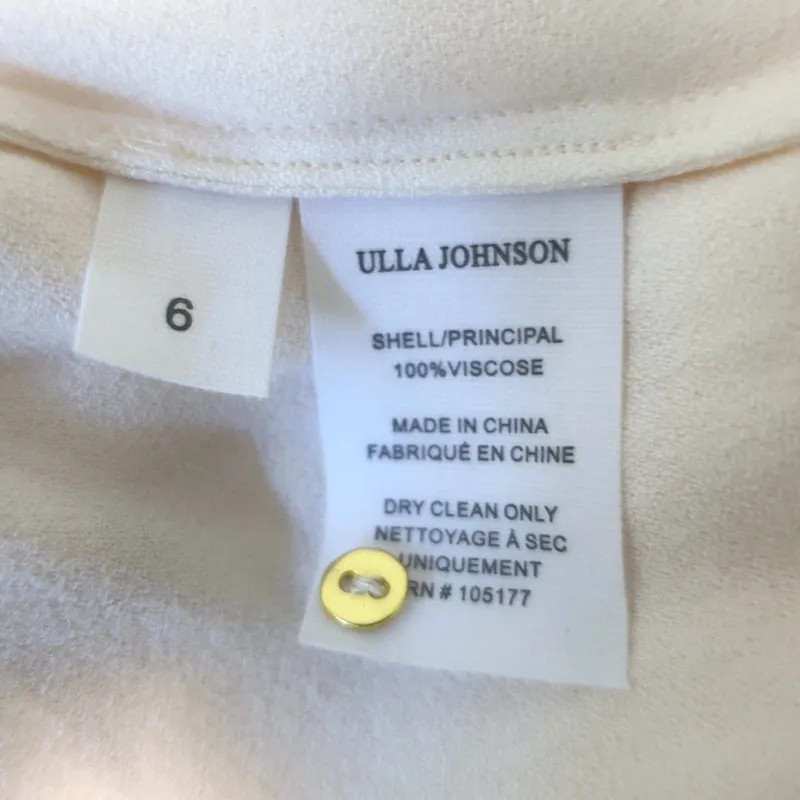 6
ULLA JOHNSON
SHELL/PRINCIPAL
100%VISCOSE
MADE IN CHINA
FABRIQUÉ EN CHINE
DRY CLEAN ONLY
NETTOYAGE À SEC
UNIQUEMENT
RN # 105177